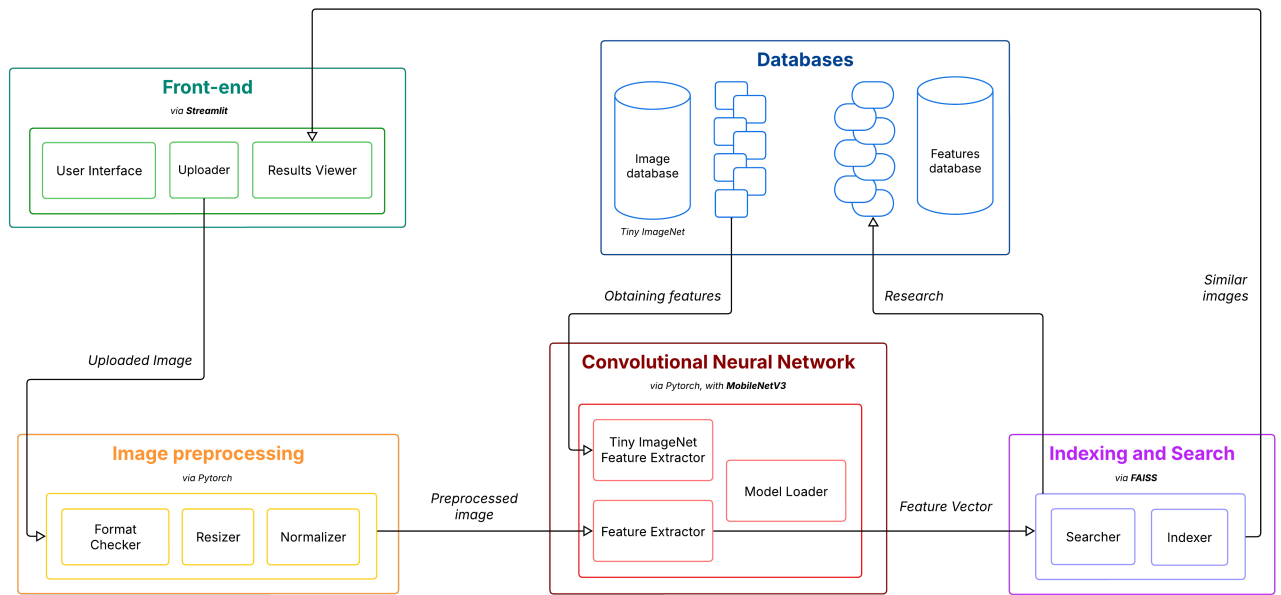 Front-end
via Streamlit
User Interface
Uploader
Results Viewer
Databases
Image
database
Tiny ImageNet
Features
database
Obtaining features
Research
Similar
images
Uploaded Image
Image preprocessing
via Pytorch
Format
Checker
Resizer
Normalizer
Preprocessed
image
Convolutional Neural Network
via Pytorch, with MobileNetV3
Tiny ImageNet
Feature Extractor
Model Loader
Feature Extractor
Feature Vector
Indexing and Search
via FAISS
Searcher
Indexer